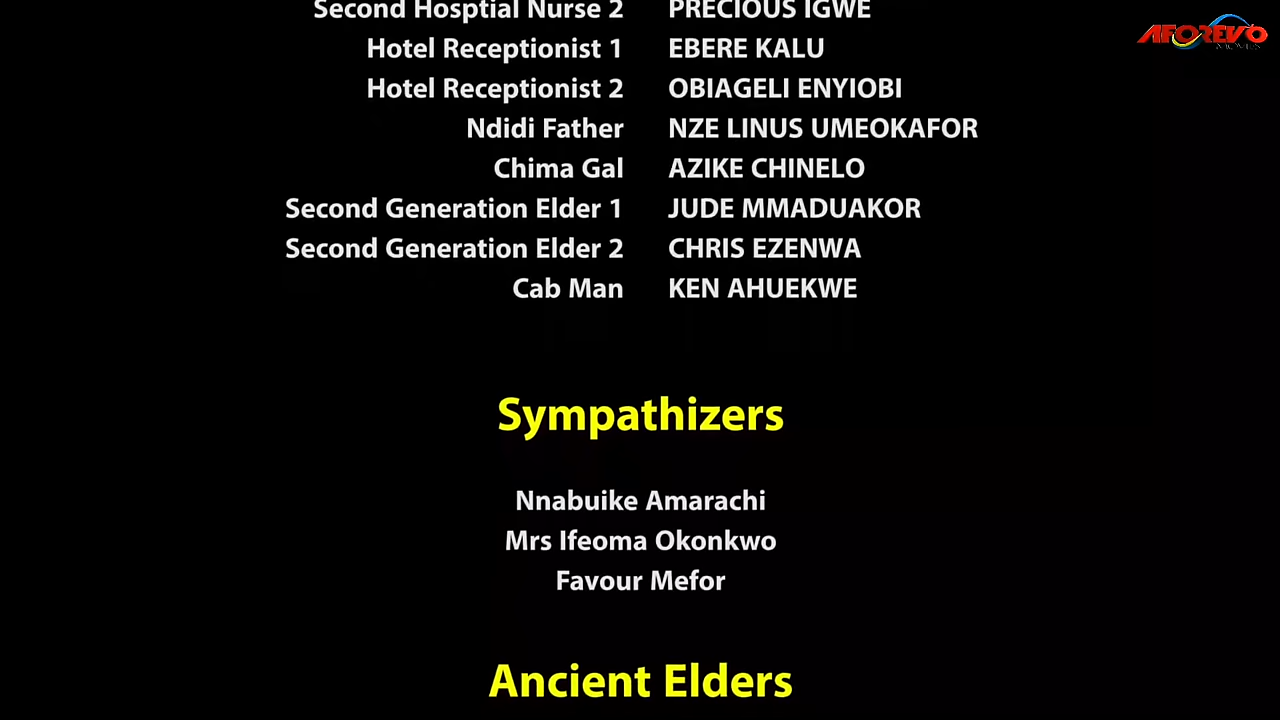 AFOREVO
MOVIES
Second Hosptial Nurse 2 PRECIOUS IGWE
Hotel Receptionist 1 EBERE KALU
Hotel Receptionist 2 OBIAGELI ENYIOBI
Ndidi Father NZE LINUS UMEOKAFOR
Chima Gal AZIKE CHINELO
Second Generation Elder 1 JUDE MMADUAKOR
Second Generation Elder 2 CHRIS EZENWA
Cab Man KEN AHUEKWE
Sympathizers
Nnabuike Amarachi
Mrs Ifeoma Okonkwo
Favour Mefor
Ancient Elders